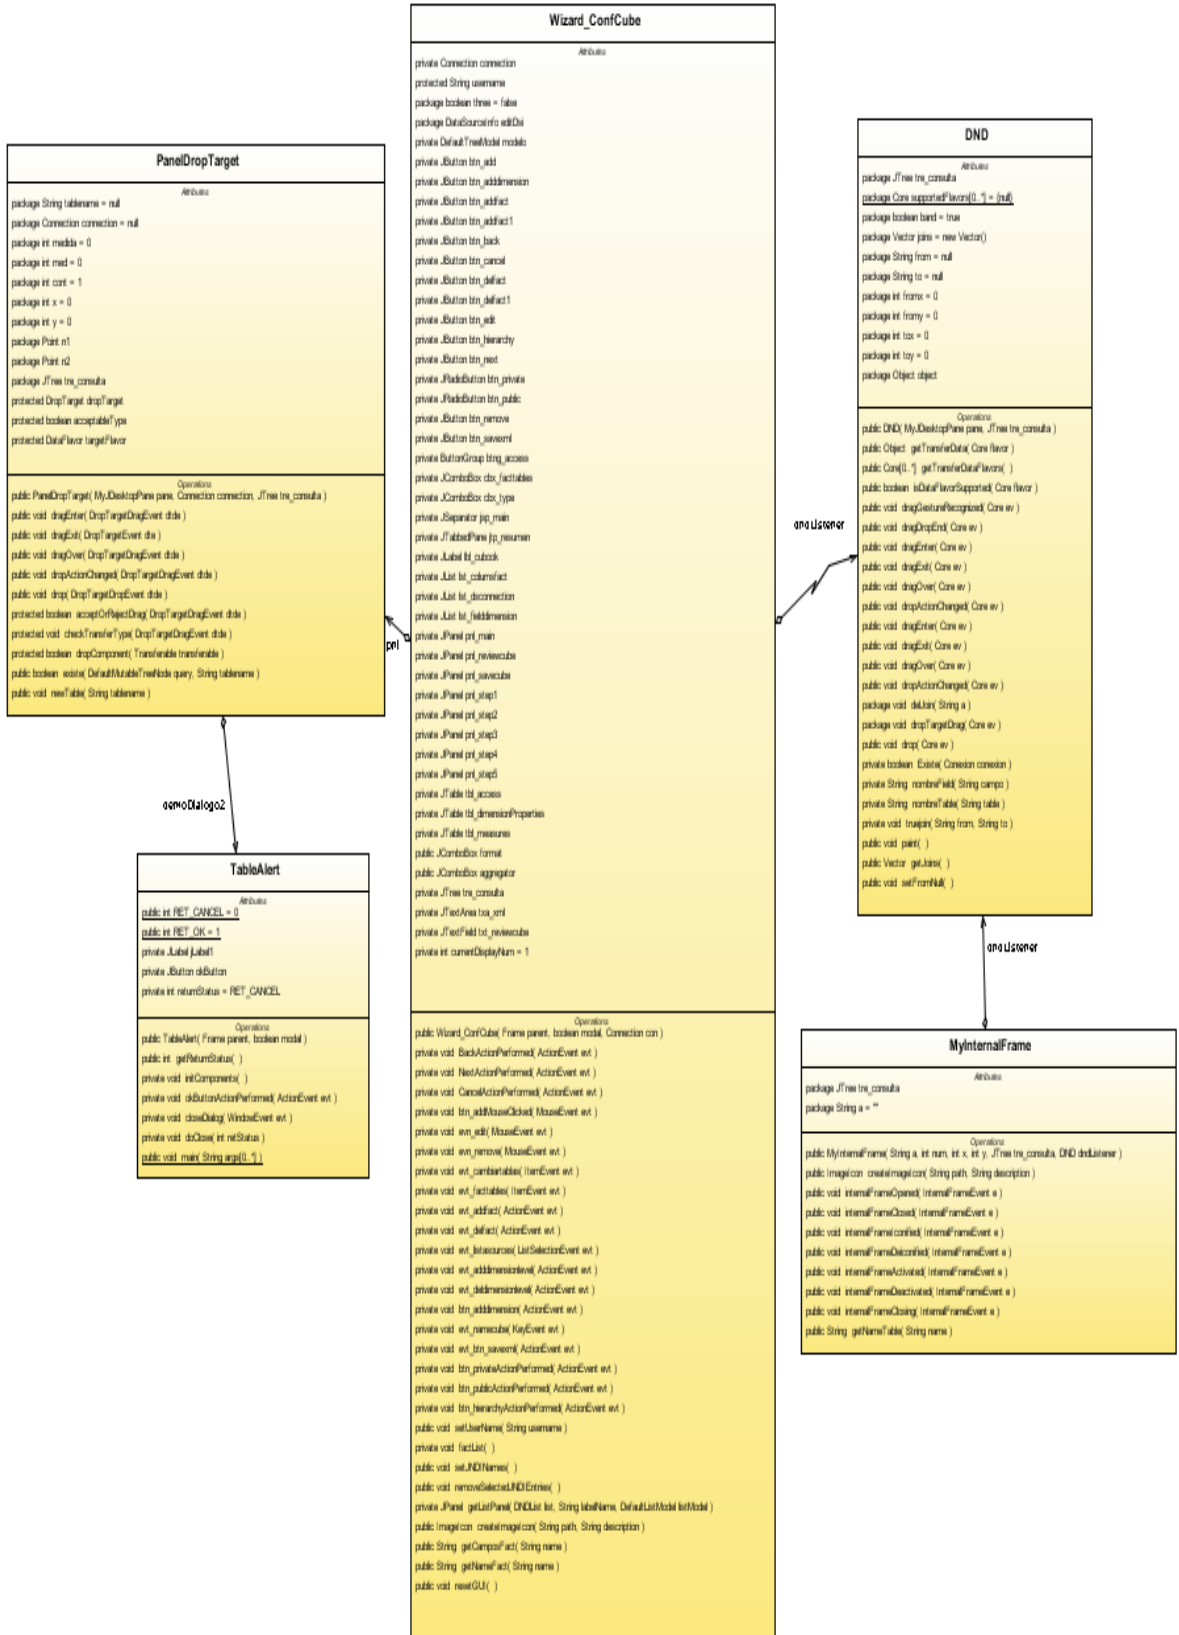 Wizard_ConfCube
Attributes
private Connection connection
protected String username
package boolean three = false
package DataSourceInfo editDsi
private DefaultTreeModel modelo
private JButton btn_add
private JButton btn_adddimension
private JButton btn_addfact
private JButton btn_addfact1
private JButton btn_back
private JButton btn_cancel
private JButton btn_delfact
private JButton btn_delfact1
private JButton btn_edit
private JButton btn_hierarchy
private JButton btn_next
private JRadioButton btn_private
private JRadioButton btn_public
private JButton btn_remove
private JButton btn_savexml
private ButtonGroup btng_access
private JComboBox cbx_facttables
private JComboBox cbx_type
private JSeparator jsp_main
private JTabbedPane jtp_resumen
private JLabel lbl_cubook
private JList lst_columsfact
private JList lst_dsconnection
private JList lst_fielddimension
private JPanel pnl_main
private JPanel pnl_reviewcube
private JPanel pnl_savecube
private JPanel pnl_step1
private JPanel pnl_step2
private JPanel pnl_step3
private JPanel pnl_step4
private JPanel pnl_step5
private JTable tbl_access
private JTable tbl_dimensionProperties
private JTable tbl_measures
public JComboBox format
public JComboBox aggregator
private JTree tre_consulta
private JTextArea txa_xml
private JTextField txt_reviewcube
private int currentDisplayNum = 1
Operations
public Wizard_ConfCube( Frame parent, boolean modal, Connection con )
private void BackActionPerformed( ActionEvent evt )
private void NextActionPerformed( ActionEvent evt )
private void CancelActionPerformed( ActionEvent evt )
private void btn_addMouseClicked( MouseEvent evt )
private void evn_edit( MouseEvent evt )
private void evn_remove( MouseEvent evt )
private void evt_cambiartablas( ItemEvent evt )
private void evt_facttables( ItemEvent evt )
private void evt_addfact( ActionEvent evt )
private void evt_delfact( ActionEvent evt )
private void evt_listasources( ListSelectionEvent evt )
private void evt_adddimensionlevel( ActionEvent evt )
private void evt_deldimensionlevel( ActionEvent evt )
private void btn_adddimension( ActionEvent evt )
private void evt_namecube( KeyEvent evt )
private void evt_btn_savexml( ActionEvent evt )
private void btn_privateActionPerformed( ActionEvent evt )
private void btn_publicActionPerformed( ActionEvent evt )
private void btn_hierarchyActionPerformed( ActionEvent evt )
public void setUserName( String username )
private void factList( )
public void setJNDINames( )
public void removeSelectedJNDIEntries( )
private JPanel getListPanel( DNDList list, String labelName, DefaultListModel listModel )
public ImageIcon createImageIcon( String path, String description )
public String getCamposFact( String name )
public String getNameFact( String name )
public void resetGUI( )
PanelDropTarget
Attributes
package String tablename = null
package Connection connection = null
package int medida = 0
package int med = 0
package int cont = 1
package int x = 0
package int y = 0
package Point n1
package Point n2
package JTree tre_consulta
protected DropTarget dropTarget
protected boolean acceptableType
protected DataFlavor targetFlavor
Operations
public PanelDropTarget( MyJDesktopPane pane, Connection connection, JTree tre_consulta )
public void dragEnter( DropTargetDragEvent dtde )
public void dragExit( DropTargetEvent dte )
public void dragOver( DropTargetDragEvent dtde )
public void dropActionChanged( DropTargetDragEvent dtde )
public void drop( DropTargetDropEvent dtde )
protected boolean acceptOrRejectDrag( DropTargetDragEvent dtde )
protected void checkTransferType( DropTargetDragEvent dtde )
protected boolean dropComponent( Transferable transferable )
public boolean existe( DefaultMutableTreeNode query, String tablename )
public void newTable( String tablename )
pnl
demoDialogo2
TableAlert
Attributes
public int RET_CANCEL = 0
public int RET_OK = 1
private JLabel jLabel1
private JButton okButton
private int returnStatus = RET_CANCEL
Operations
public TableAlert( Frame parent, boolean modal )
public int getReturnStatus( )
private void initComponents( )
private void okButtonActionPerformed( ActionEvent evt )
private void closeDialog( WindowEvent evt )
private void doClose( int retStatus )
public void main( String args[0..*] )
DND
Attributes
package JTree tre_consulta
package Core supportedFlavors[0..*] = {null}
package boolean band = true
package Vector joins = new Vector()
package String from = null
package String to = null
package int fromx = 0
package int fromy = 0
package int tox = 0
package int toy = 0
package Object object
Operations
public DND( MyJDesktopPane pane, JTree tre_consulta )
public Object getTransferData( Core flavor )
public Core[0..*] getTransferDataFlavors( )
public boolean isDataFlavorSupported( Core flavor )
public void dragGestureRecognized( Core ev )
public void dragDropEnd( Core ev )
public void dragEnter( Core ev )
public void dragExit( Core ev )
public void dragOver( Core ev )
public void dropActionChanged( Core ev )
public void dragEnter( Core ev )
public void dragExit( Core ev )
public void dragOver( Core ev )
public void dropActionChanged( Core ev )
package void delJoin( String a )
package void dropTargetDrag( Core ev )
public void drop( Core ev )
private boolean Existe( Conexion conexion )
private String nombreField( String campo )
private String nombreTable( String table )
private void truejoin( String from, String to )
public void paint( )
public Vector getJoins( )
public void setFromNull( )
dndListener
dndListener
MyInternalFrame
Attributes
package JTree tre_consulta
package String a = ""
Operations
public MyInternalFrame( String a, int num, int x, int y, JTree tre_consulta, DND dndListener )
public ImageIcon createImageIcon( String path, String description )
public void internalFrameOpened( InternalFrameEvent e )
public void internalFrameClosed( InternalFrameEvent e )
public void internalFrameIconified( InternalFrameEvent e )
public void internalFrameDeiconified( InternalFrameEvent e )
public void internalFrameActivated( InternalFrameEvent e )
public void internalFrameDeactivated( InternalFrameEvent e )
public void internalFrameClosing( InternalFrameEvent e )
public String getNameTable( String name )